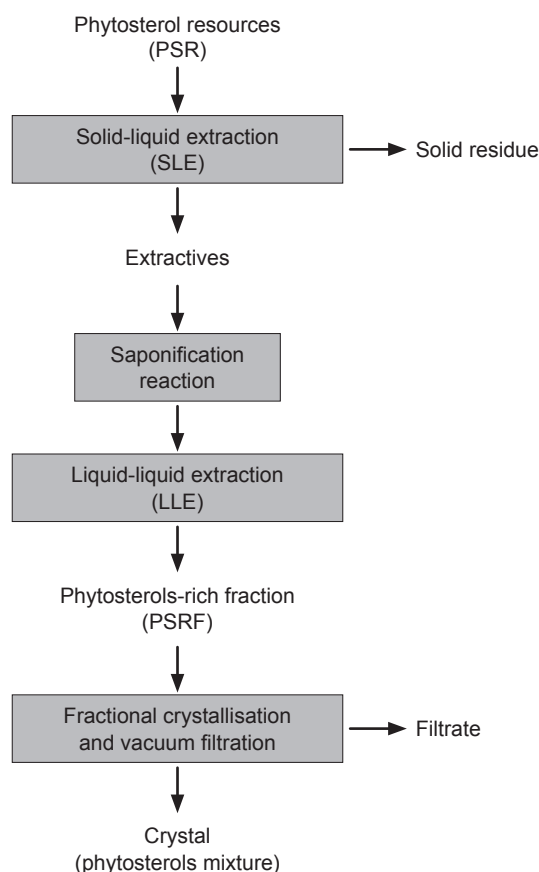 Phytosterol resources
(PSR)
Solid-liquid extraction
(SLE)
Solid residue
Extractives
Saponification
reaction
Liquid-liquid extraction
(LLE)
Phytosterols-rich fraction
(PSRF)
Fractional crystallisation
and vacuum filtration
Filtrate
Crystal
(phytosterols mixture)